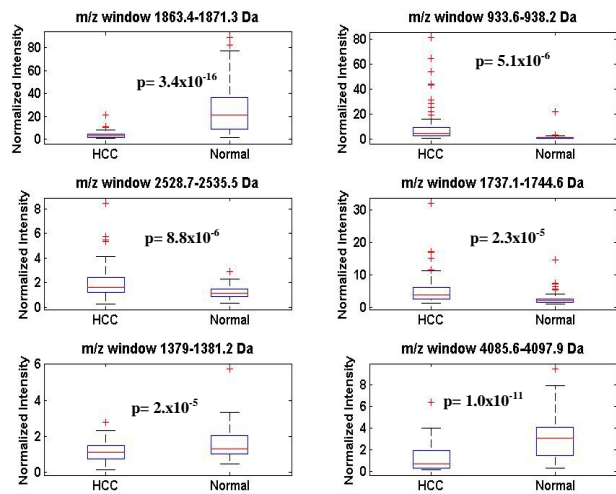 m/z window 1863.4-1871.3 Da
Normalized Intensity
80
60
40
20
0
p= 3.4x10-16
HCC
Normal
m/z window 933.6-938.2 Da
Normalized Intensity
80
60
40
20
0
p= 5.1x10-6
HCC
Normal
m/z window 2528.7-2535.5 Da
Normalized Intensity
8
6
4
2
0
p= 8.8x10-6
HCC
Normal
m/z window 1737.1-1744.6 Da
Normalized Intensity
30
20
10
0
p= 2.3x10-5
HCC
Normal
m/z window 1379-1381.2 Da
Normalized Intensity
6
4
2
0
p= 2.x10-5
HCC
Normal
m/z window 4085.6-4097.9 Da
Normalized Intensity
8
6
4
2
0
p= 1.0x10-11
HCC
Normal